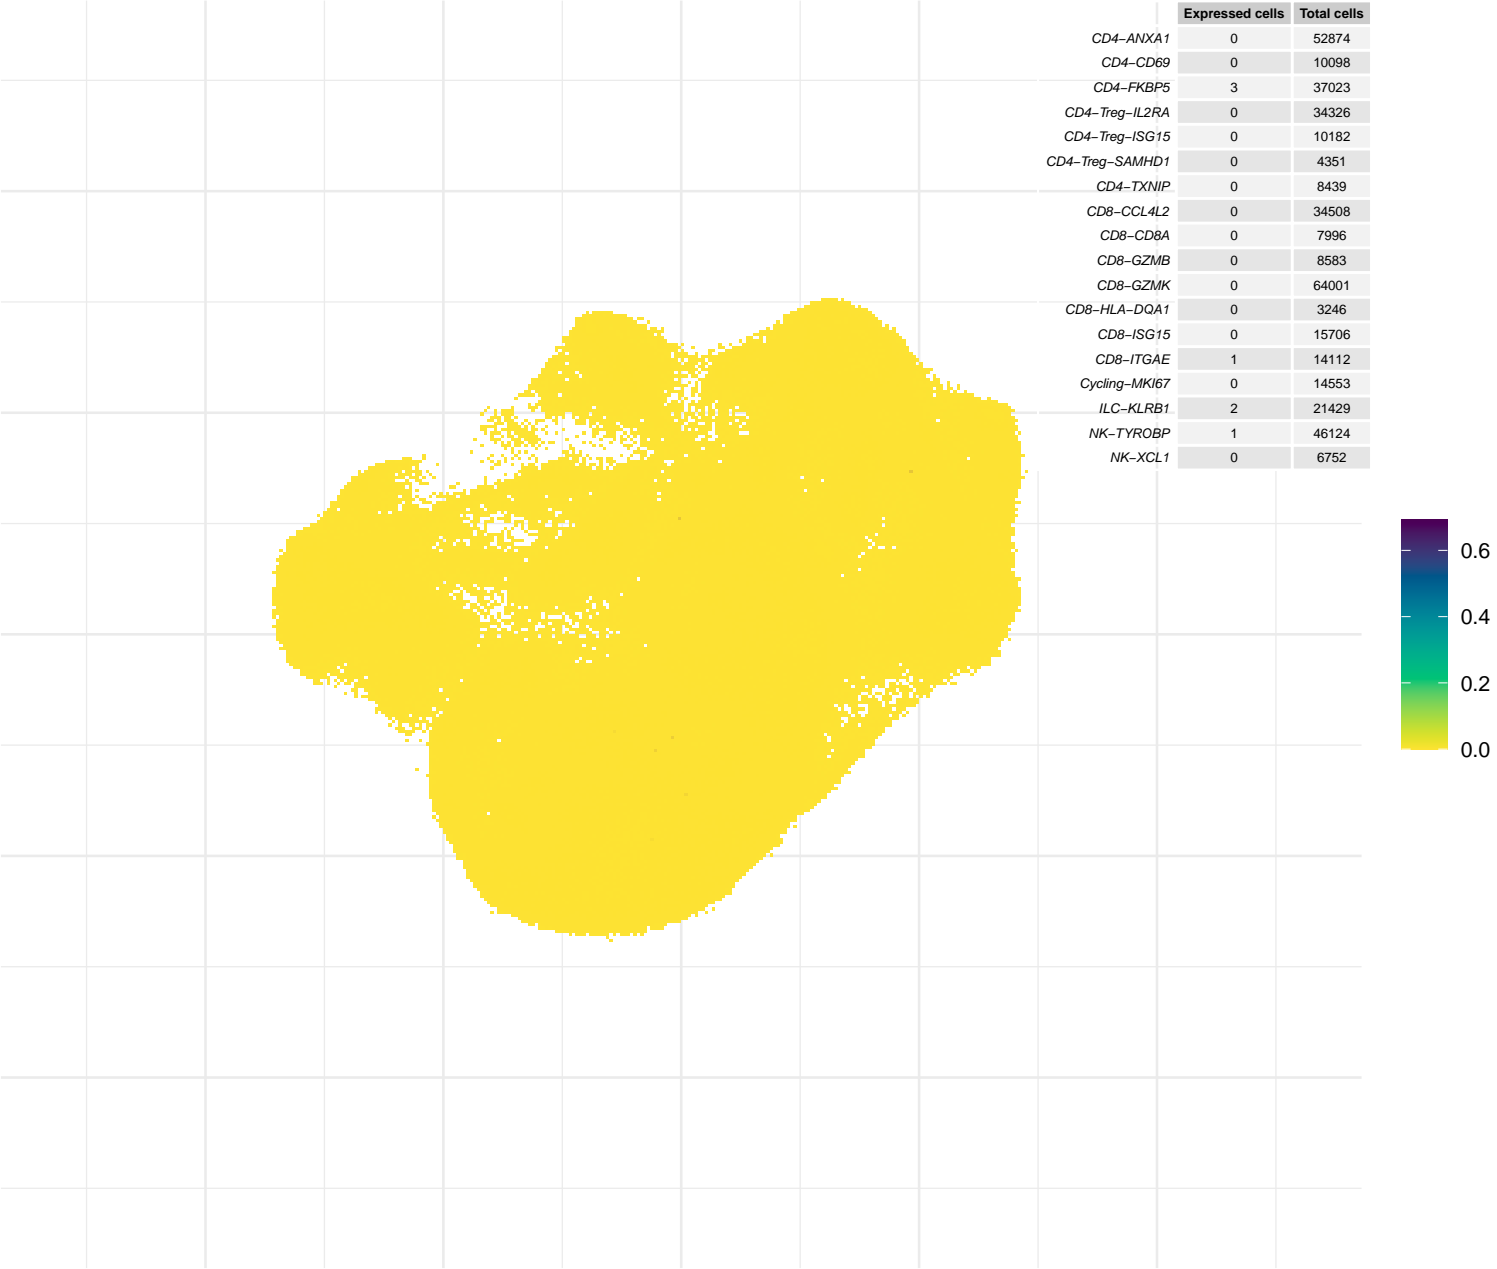 Expressed cells Total cells
CD4−ANXA1 0 52874
CD4−CD69 0 10098
CD4−FKBP5 3 37023
CD4−Treg−IL2RA 0 34326
CD4−Treg−ISG15 0 10182
CD4−Treg−SAMHD1 0 4351
CD4−TXNIP 0 8439
CD8−CCL4L2 0 34508
CD8−CD8A 0 7996
CD8−GZMB 0 8583
CD8−GZMK 0 64001
CD8−HLA−DQA1 0 3246
CD8−ISG15 0 15706
CD8−ITGAE 1 14112
Cycling−MKI67 0 14553
ILC−KLRB1 2 21429
NK−TYROBP 1 46124
NK−XCL1 0 6752
0.6
0.4
0.2
0.0